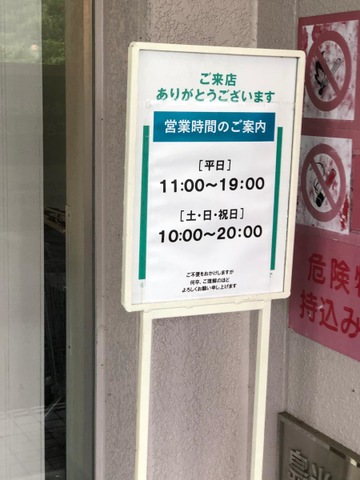 ご来店
ありがとうございます
営業時間のご案内
［平日］
11:00～19:00
［土・日・祝日］
10:00～20:00
ご不便をおかけしますが
何卒、ご理解のほど
よろしくお願い申し上げます
危険
持込み